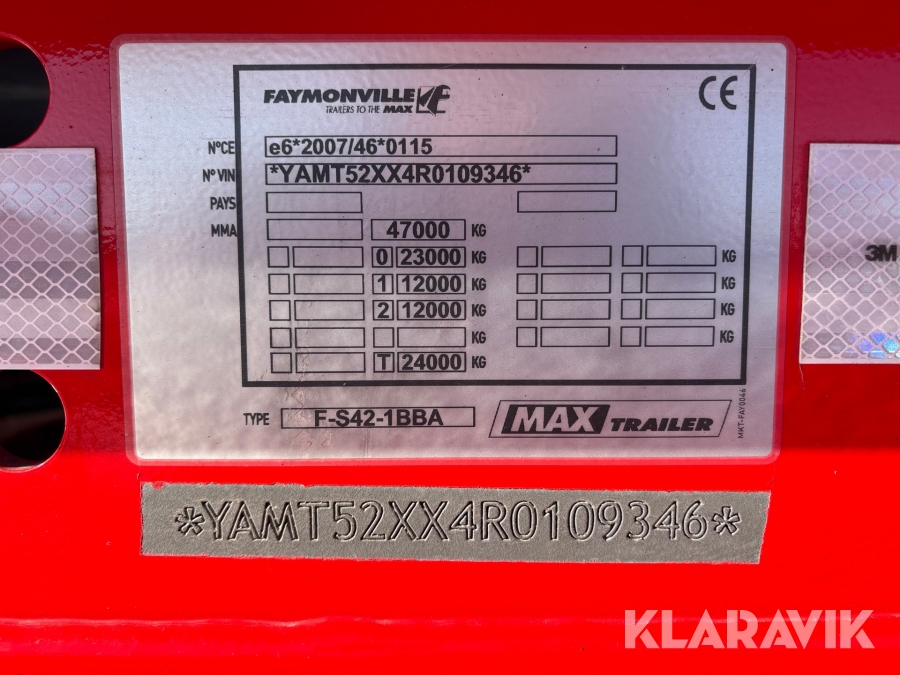 FAYMONVILLE
TRAILERS TO THE MAX
CE
N°CE e6*2007/46*0115
N° VIN *YAMT52XX4R0109346*
PAYS
MMA 47000 KG
0 23000 KG KG
1 12000 KG KG
2 12000 KG KG
KG KG
T 24000 KG
TYPE F-S42-1BBA
MAX TRAILER
MKT-FAY0044
3M
*YAMT52XX4R0109346*
KLARAVIK